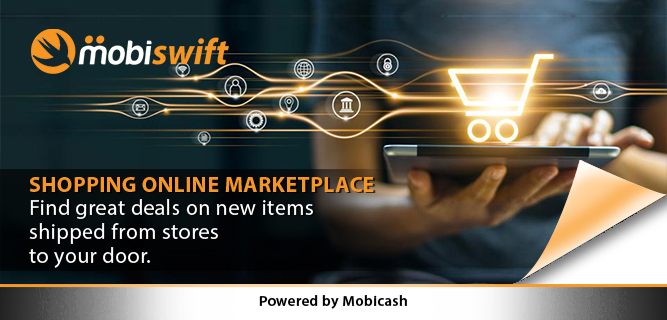 mobiswift
SHOPPING ONLINE MARKETPLACE
Find great deals on new items
shipped from stores
to your door.
Powered by Mobicash